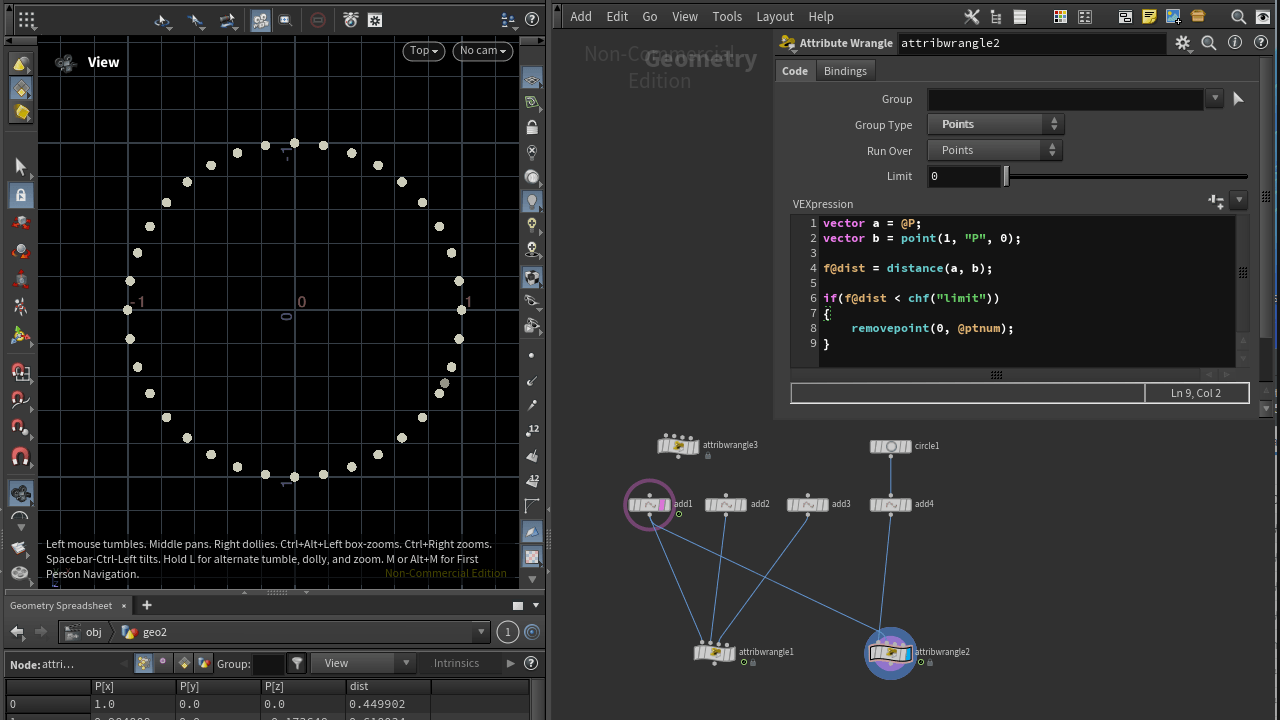 Add Edit Go View Tools Layout Help
View
Top
No cam
-1
-1 0 1
0
1
Left mouse tumbles. Middle pans. Right dollies. Ctrl+Alt+Left box-zooms. Ctrl+Right zooms.
Spacebar-Ctrl-Left tilts. Hold L for alternate tumble, dolly, and zoom. M or Alt+M for First
Person Navigation.
Non-Commercial Edition
12
12
Geometry Spreadsheet × +
obj geo2 1
Node: attri... Group: View Intrinsics
P[x] P[y] P[z] dist
0 1.0 0.0 0.0 0.449902
Non-Commercial
Edition
Geometry
Attribute Wrangle attribwrangle2
Code Bindings
Group
Group Type Points
Run Over Points
Limit 0
VEXpression
1 vector a = @P;
2 vector b = point(1, "P", 0);
3
4 f@dist = distance(a, b);
5
6 if(f@dist < chf("limit"))
7 {
8 removepoint(0, @ptnum);
9 }
Ln 9, Col 2
attribwrangle3
circle1
add1
add2
add3
add4
attribwrangle1
attribwrangle2